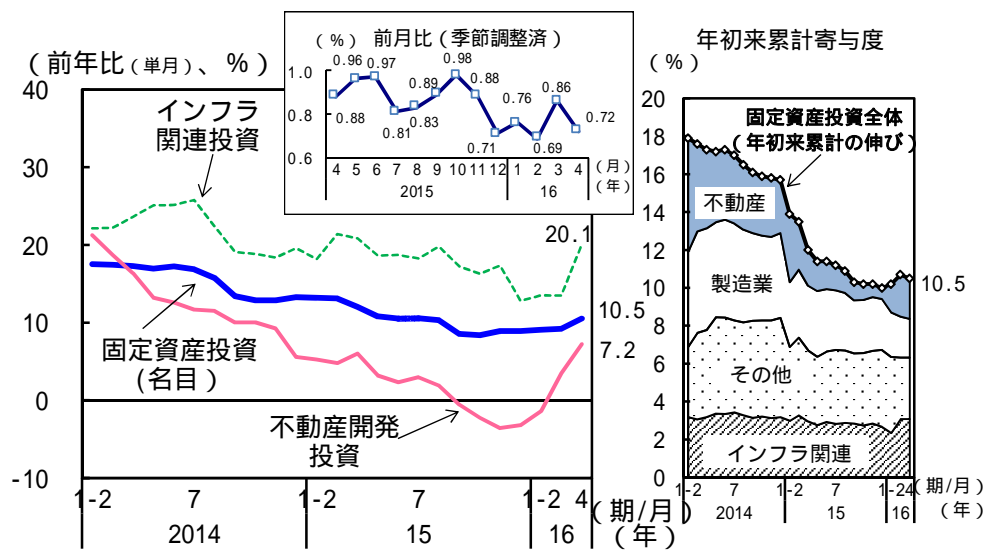 （前年比（単月）、％）
40
30
20
10
0
-10
インフラ
関連投資
固定資産投資
（名目）
不動産開発
投資
20.1
10.5
7.2
1-2 7 1-2 7 1-2 4
（期/月）
2014 15 16
（年）
（％） 前月比（季節調整済）
1.0
0.8
0.6
0.88
0.96
0.97
0.81
0.83
0.89
0.98
0.88
0.71
0.76
0.69
0.86
0.72
4 5 6 7 8 9 10 11 12 1 2 3 4 （月）
2015 16 （年）
年初来累計寄与度
（％）
20
18
16
14
12
10
8
6
4
2
0
固定資産投資全体
（年初来累計の伸び）
不動産
製造業
その他
インフラ関連
10.5
1-2 7 1-2 7 1-24 （期/月）
2014 15 16 （年）